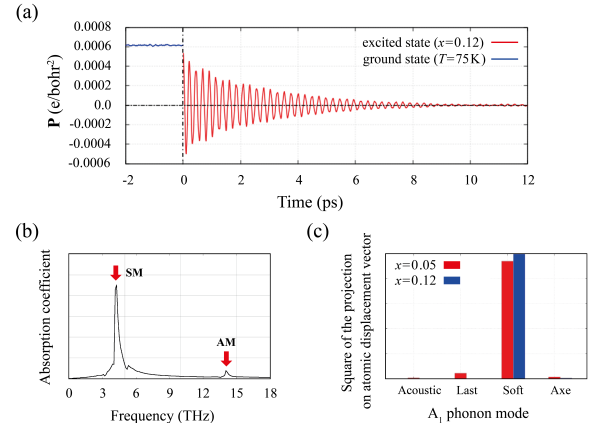 (a)
0.0008
0.0006
0.0004
0.0002
0.0
-0.0002
-0.0004
-0.0006
P (e/bohr²)
excited state (x=0.12)
ground state (T=75K)
-2 0 2 4 6 8 10 12
Time (ps)
(b)
Absorption coefficient
SM
AM
0 3 6 9 12 15 18
Frequency (THz)
(c)
Square of the projection
on atomic displacement vector
x=0.05
x=0.12
Acoustic Last Soft Axe
A₁ phonon mode